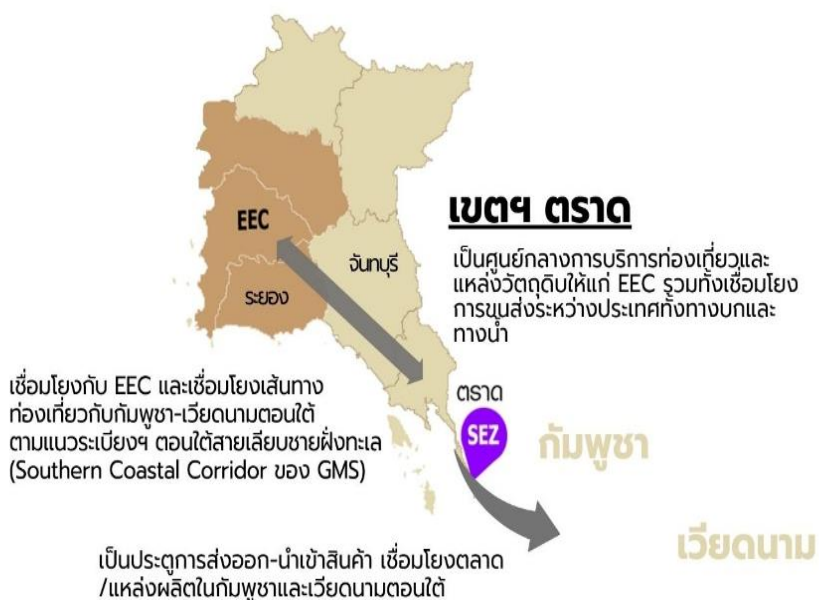 เขตฯ ตราด
เป็นศูนย์กลางการบริการท่องเที่ยวและ
แหล่งวัตถุดิบให้แก่ EEC รวมทั้งเชื่อมโยง
การขนส่งระหว่างประเทศทั้งทางบกและ
ทางน้ำ
EEC
จันทบุรี
ระยอง
เชื่อมโยงกับ EEC และเชื่อมโยงเส้นทาง
ท่องเที่ยวกับกัมพูชา-เวียดนามตอนใต้
ตามแนวระเบียงฯ ตอนใต้สายเลียบชายฝั่งทะเล
(Southern Coastal Corridor ของ GMS)
ตราด
SEZ
กัมพูชา
เวียดนาม
เป็นประตูการส่งออก-นำเข้าสินค้า เชื่อมโยงตลาด
/แหล่งผลิตในกัมพูชาและเวียดนามตอนใต้